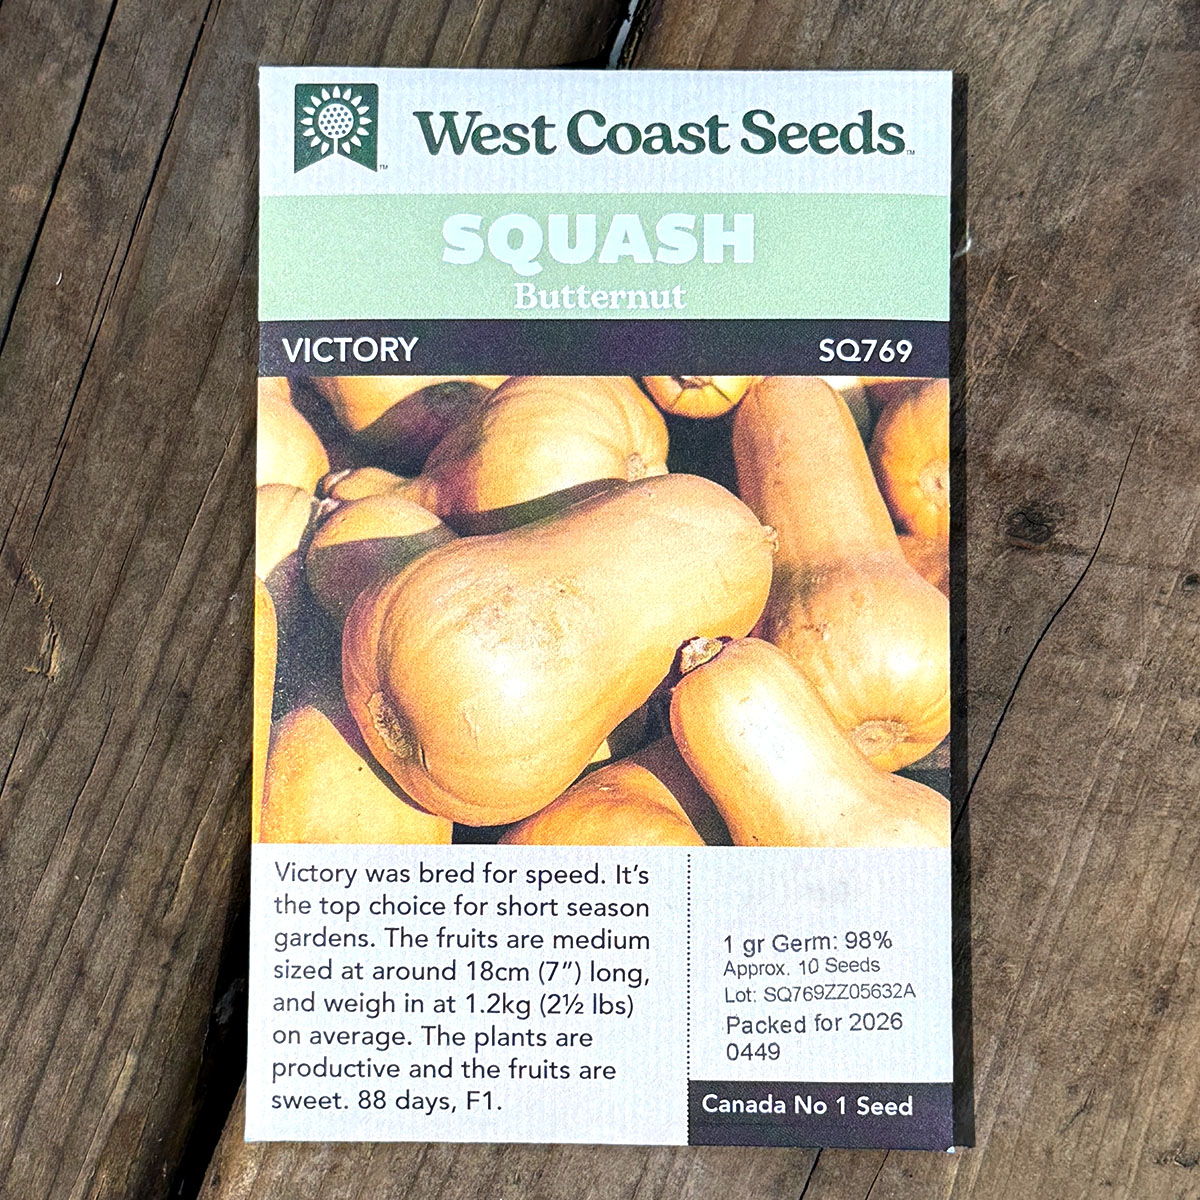 West Coast Seeds™
SQUASH
Butternut
VICTORY SQ769
Victory was bred for speed. It's
the top choice for short season
gardens. The fruits are medium
sized at around 18cm (7") long,
and weigh in at 1.2kg (2½ lbs)
on average. The plants are
productive and the fruits are
sweet. 88 days, F1.
1 gr Germ: 98%
Approx. 10 Seeds
Lot: SQ769ZZ05632A
Packed for 2026
0449
Canada No 1 Seed